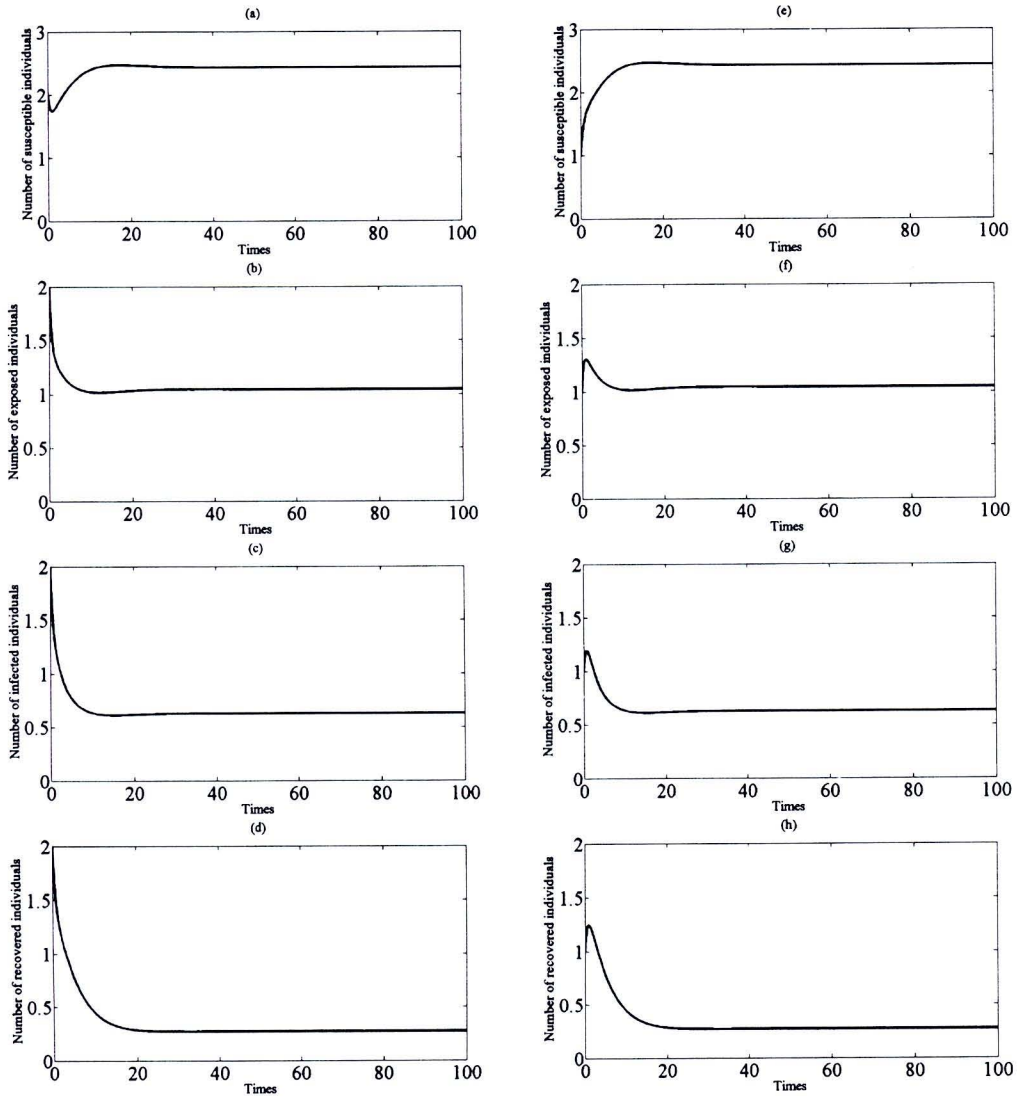 (a)
Number of susceptible individuals
3
2
1
0
0 20 40 60 80 100
Times
(b)
Number of exposed individuals
2
1.5
1
0.5
0
0 20 40 60 80 100
Times
(c)
Number of infected individuals
2
1.5
1
0.5
0
0 20 40 60 80 100
Times
(d)
Number of recovered individuals
2
1.5
1
0.5
0
0 20 40 60 80 100
Times
(e)
Number of susceptible individuals
3
2
1
0
0 20 40 60 80 100
Times
(f)
Number of exposed individuals
2
1.5
1
0.5
0
0 20 40 60 80 100
Times
(g)
Number of infected individuals
2
1.5
1
0.5
0
0 20 40 60 80 100
Times
(h)
Number of recovered individuals
2
1.5
1
0.5
0
0 20 40 60 80 100
Times